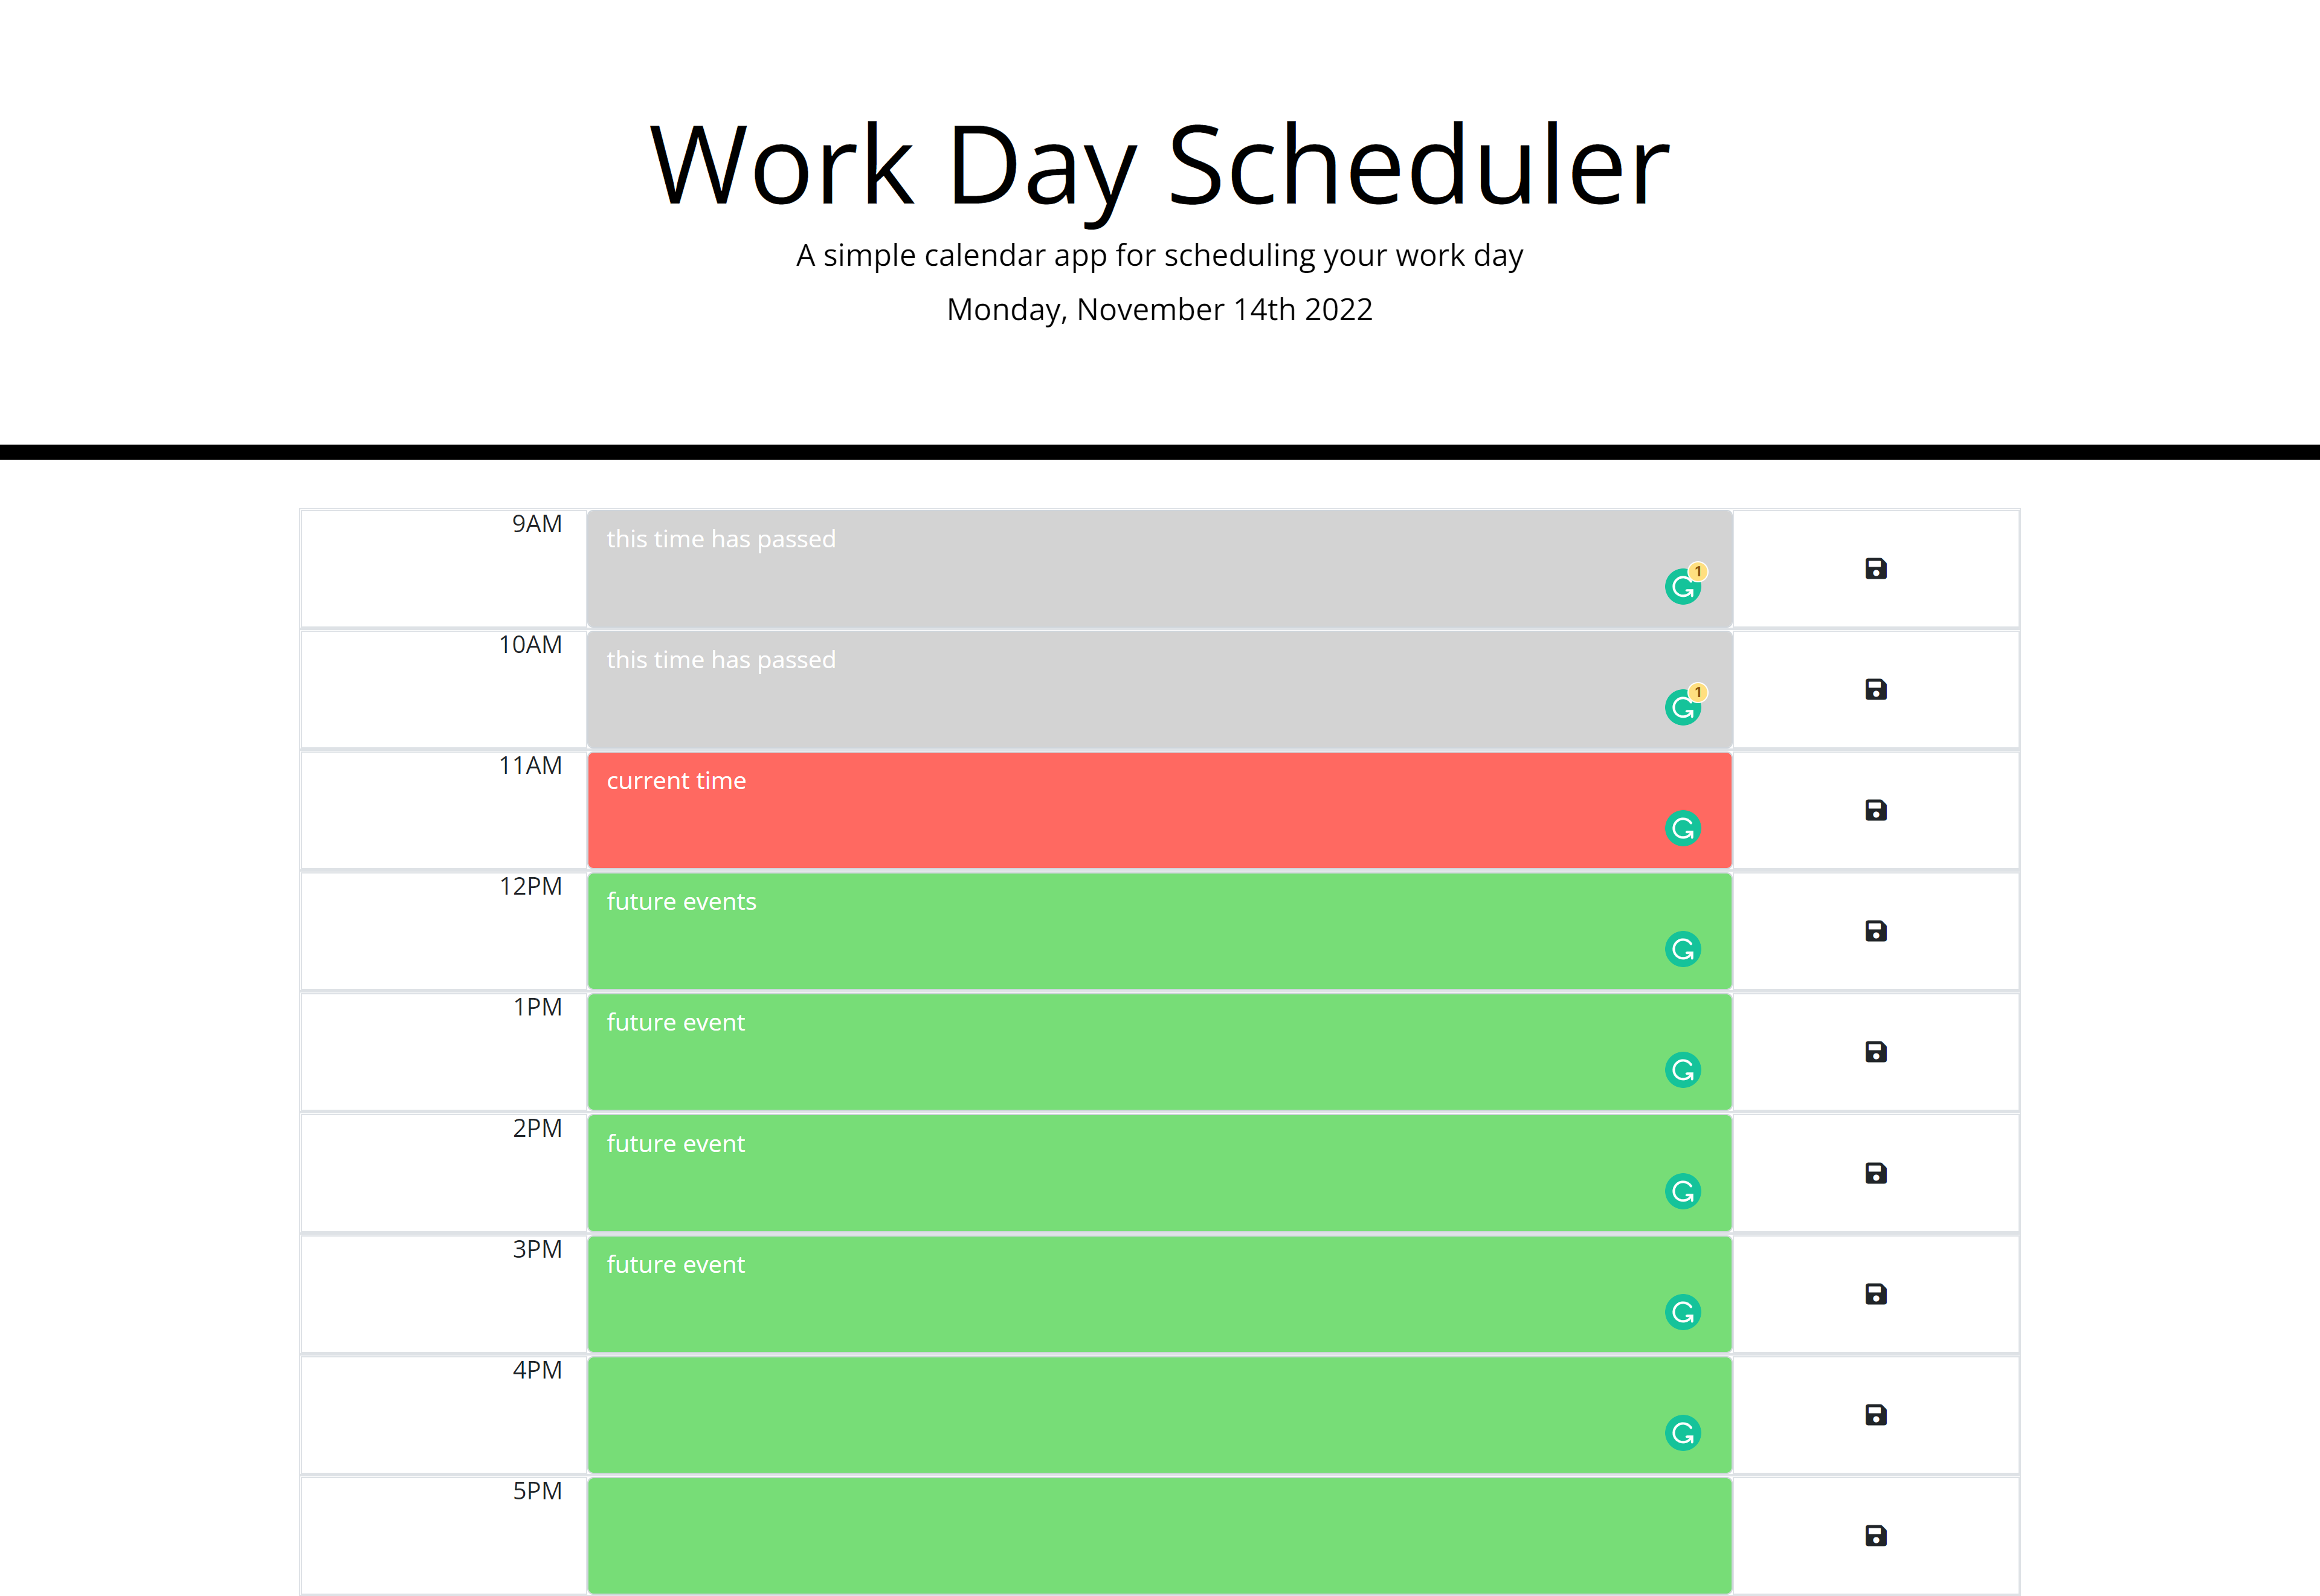 Work Day Scheduler
A simple calendar app for scheduling your work day
Monday, November 14th 2022
9AM
this time has passed
1
10AM
this time has passed
1
11AM
current time
12PM
future events
1PM
future event
2PM
future event
3PM
future event
4PM
5PM